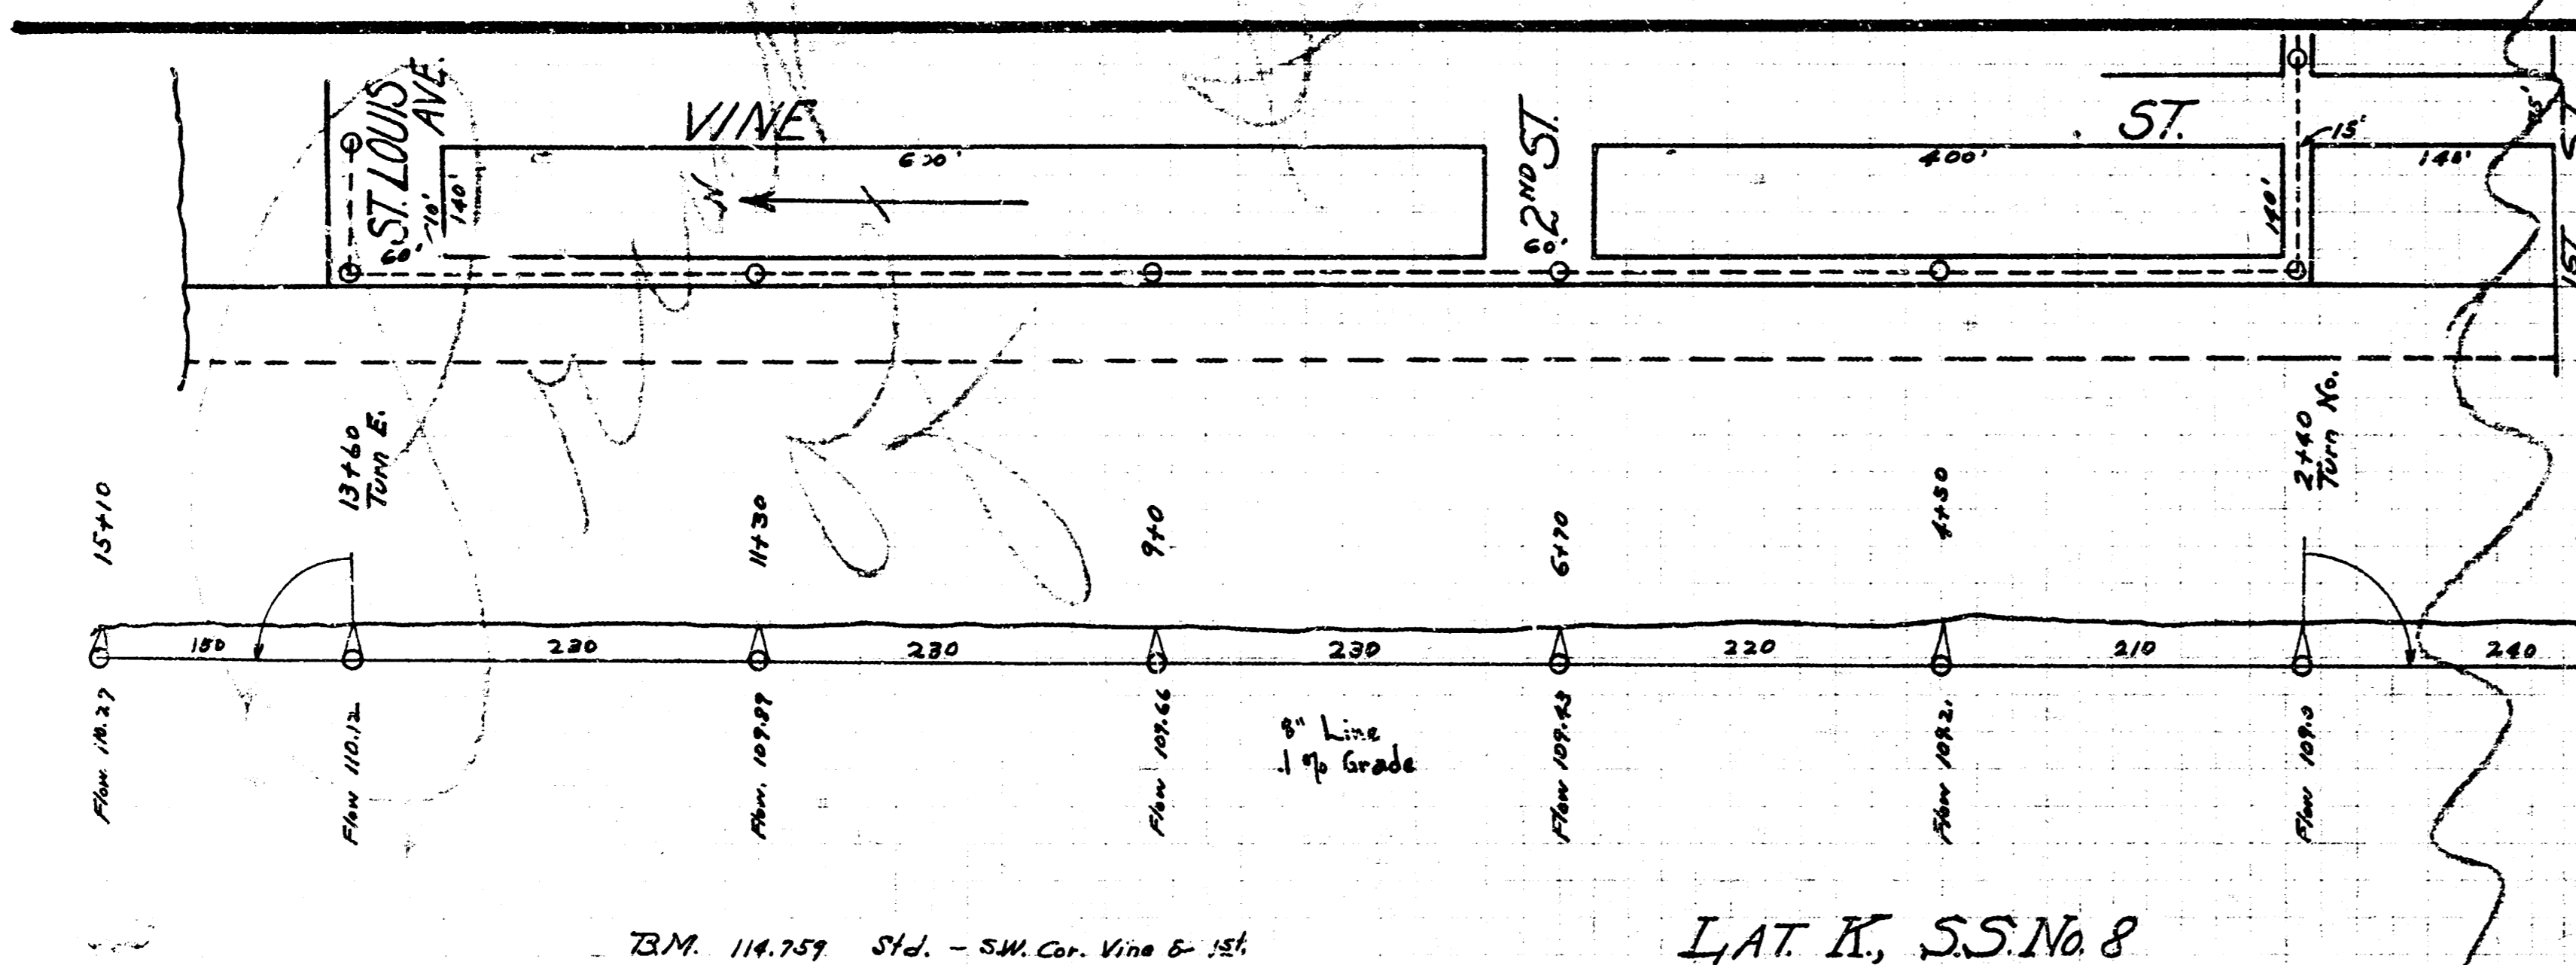 ST. LOUIS AVE.
VINE
2ND ST.
ST.
15'
600'
400'
140'
10'
140'
60'
60'
140'
1ST
15+10
13+60
Turn E.
11+30
9+0
6+70
4+50
2+40
Turn No.
150
230
230
230
220
210
240
Flow. 110.27
Flow 110.12
Flow. 109.89
Flow 109.66
8" Line
.1 % Grade
Flow 109.43
Flow 109.21
Flow 109.0
B.M. 114.759 Std. - S.W. Cor. Vine & 1st.
LAT. K., S.S. No. 8